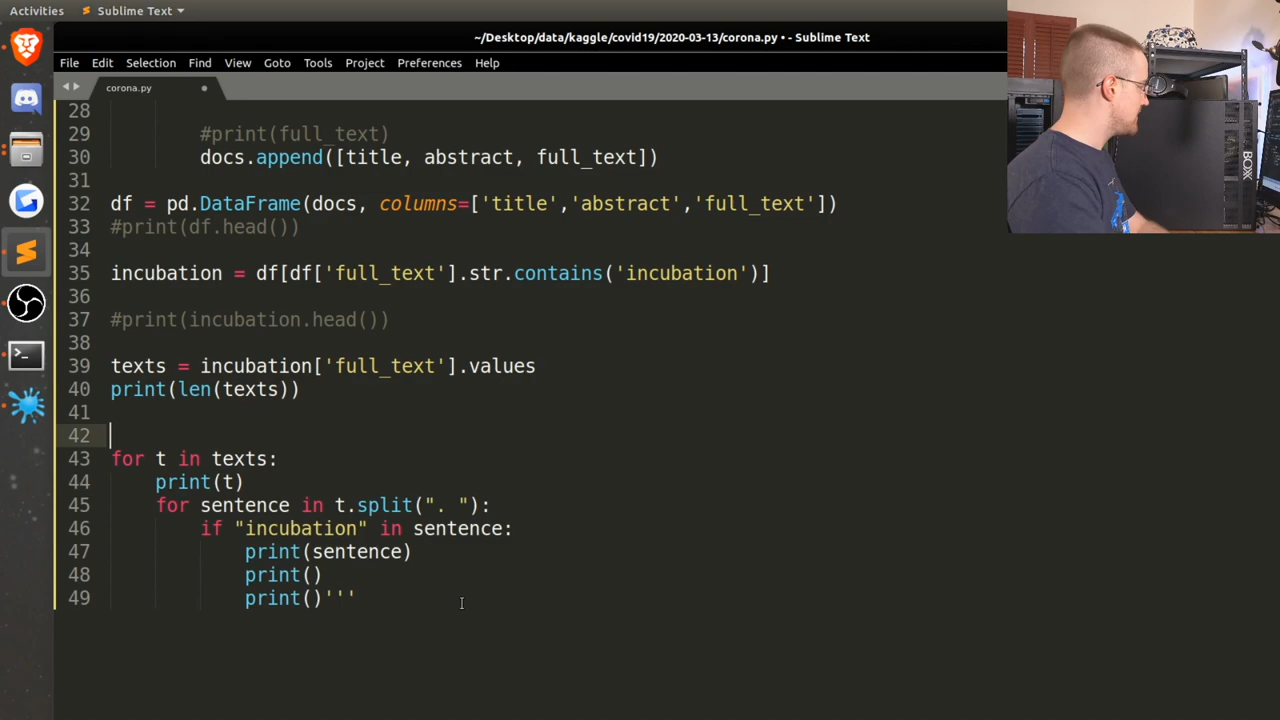 Activities
Sublime Text
~/Desktop/data/kaggle/covid19/2020-03-13/corona.py • - Sublime Text
File Edit Selection Find View Goto Tools Project Preferences Help
corona.py
28
29 #print(full_text)
30 docs.append([title, abstract, full_text])
31
32 df = pd.DataFrame(docs, columns=['title','abstract','full_text'])
33 #print(df.head())
34
35 incubation = df[df['full_text'].str.contains('incubation')]
36
37 #print(incubation.head())
38
39 texts = incubation['full_text'].values
40 print(len(texts))
41
42
43 for t in texts:
44 print(t)
45 for sentence in t.split(". "):
46 if "incubation" in sentence:
47 print(sentence)
48 print()
49 print()'''
BOXX